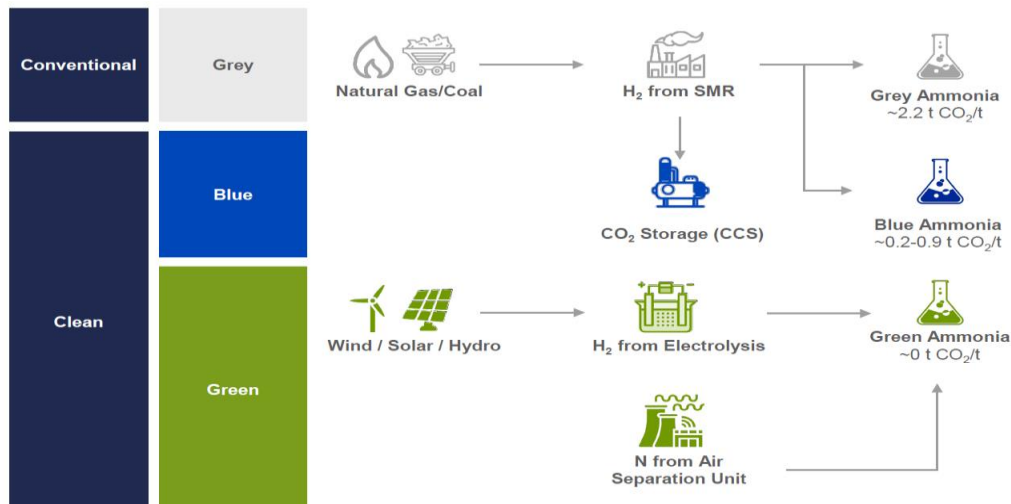 Conventional
Grey
Natural Gas/Coal
H₂ from SMR
Grey Ammonia
~2.2 t CO₂/t
Blue
CO₂ Storage (CCS)
Blue Ammonia
~0.2-0.9 t CO₂/t
Clean
Green
Wind / Solar / Hydro
H₂ from Electrolysis
Green Ammonia
~0 t CO₂/t
N from Air
Separation Unit